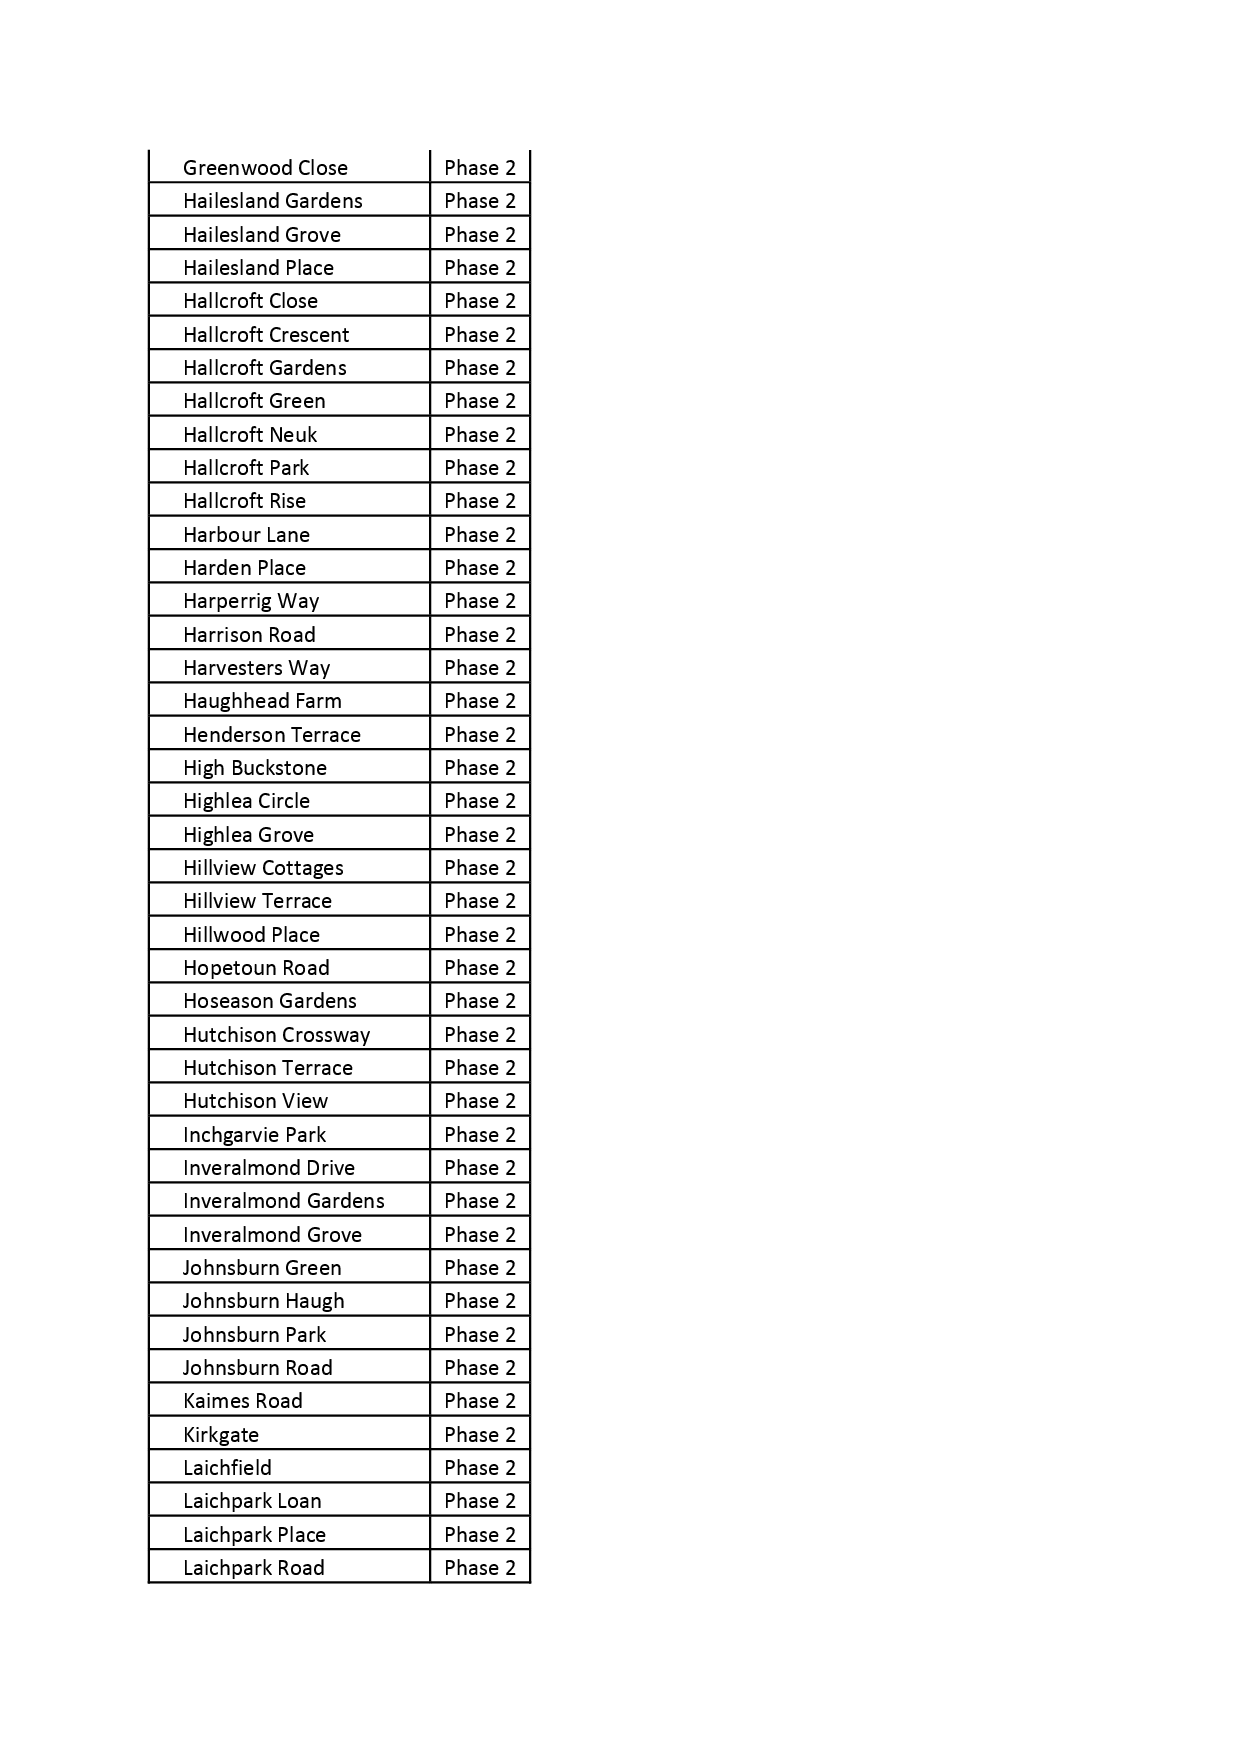 Greenwood Close Phase 2
Hailesland Gardens Phase 2
Hailesland Grove Phase 2
Hailesland Place Phase 2
Hallcroft Close Phase 2
Hallcroft Crescent Phase 2
Hallcroft Gardens Phase 2
Hallcroft Green Phase 2
Hallcroft Neuk Phase 2
Hallcroft Park Phase 2
Hallcroft Rise Phase 2
Harbour Lane Phase 2
Harden Place Phase 2
Harperrig Way Phase 2
Harrison Road Phase 2
Harvesters Way Phase 2
Haughhead Farm Phase 2
Henderson Terrace Phase 2
High Buckstone Phase 2
Highlea Circle Phase 2
Highlea Grove Phase 2
Hillview Cottages Phase 2
Hillview Terrace Phase 2
Hillwood Place Phase 2
Hopetoun Road Phase 2
Hoseason Gardens Phase 2
Hutchison Crossway Phase 2
Hutchison Terrace Phase 2
Hutchison View Phase 2
Inchgarvie Park Phase 2
Inveralmond Drive Phase 2
Inveralmond Gardens Phase 2
Inveralmond Grove Phase 2
Johnsburn Green Phase 2
Johnsburn Haugh Phase 2
Johnsburn Park Phase 2
Johnsburn Road Phase 2
Kaimes Road Phase 2
Kirkgate Phase 2
Laichfield Phase 2
Laichpark Loan Phase 2
Laichpark Place Phase 2
Laichpark Road Phase 2